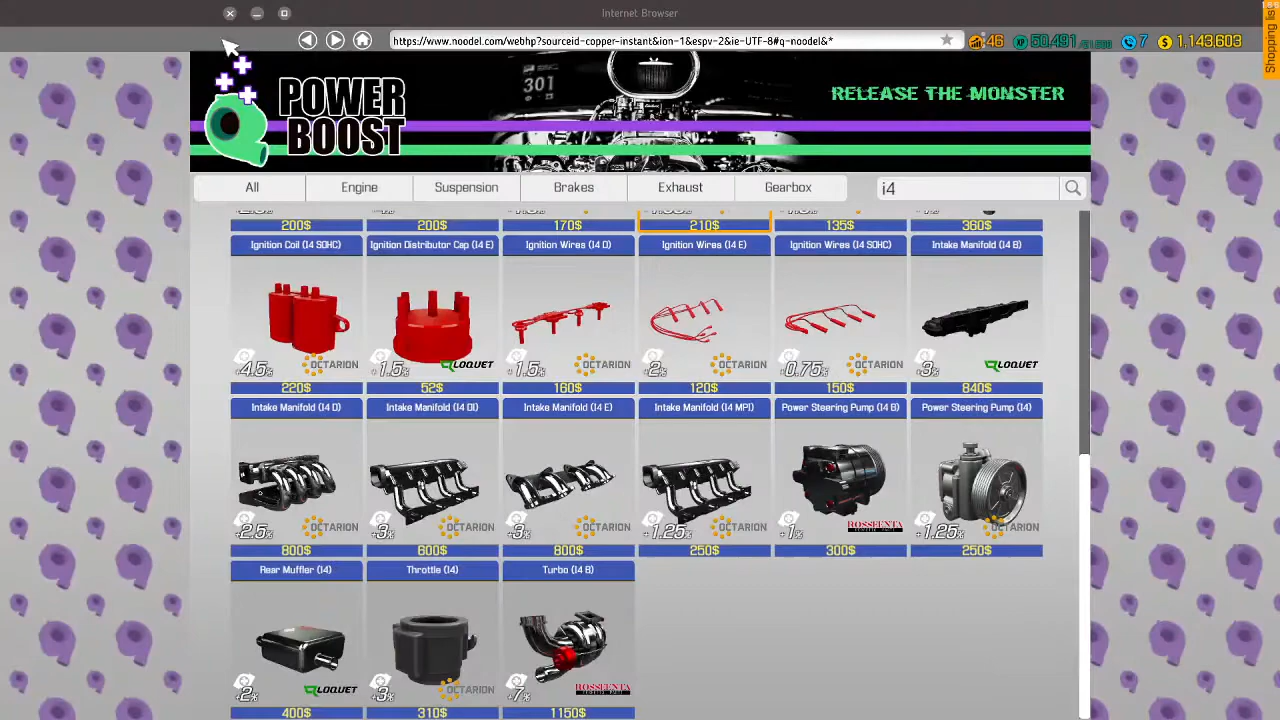 Internet Browser
https://www.noodel.com/webhp?sourceid-copper-instant&ion-1&espv-2&ie-UTF-8#q-noodel&*
46
7
1,143,603
Shopping list
POWER BOOST
301
RELEASE THE MONSTER
All Engine Suspension Brakes Exhaust Gearbox i4
200$ 200$ 170$ 210$ 135$ 360$
Ignition Coil (I4 SOHC) Ignition Distributor Cap (I4 E) Ignition Wires (I4 D) Ignition Wires (I4 E) Ignition Wires (I4 SOHC) Intake Manifold (I4 B)
+4.5% OCTARION +1.5% LOQUET +1.5% OCTARION +2% OCTARION +0.75% OCTARION +3% LOQUET
220$ 52$ 160$ 120$ 150$ 840$
Intake Manifold (I4 D) Intake Manifold (I4 DI) Intake Manifold (I4 E) Intake Manifold (I4 MPI) Power Steering Pump (I4 B) Power Steering Pump (I4)
+2.5% OCTARION +3% OCTARION +3% OCTARION +1.25% OCTARION +1% ROSSFENTA +1.25% OCTARION
800$ 600$ 800$ 250$ 300$ 250$
Rear Muffler (I4) Throttle (I4) Turbo (I4 B)
+2% LOQUET +3% OCTARION +7% ROSSFENTA
400$ 310$ 1150$